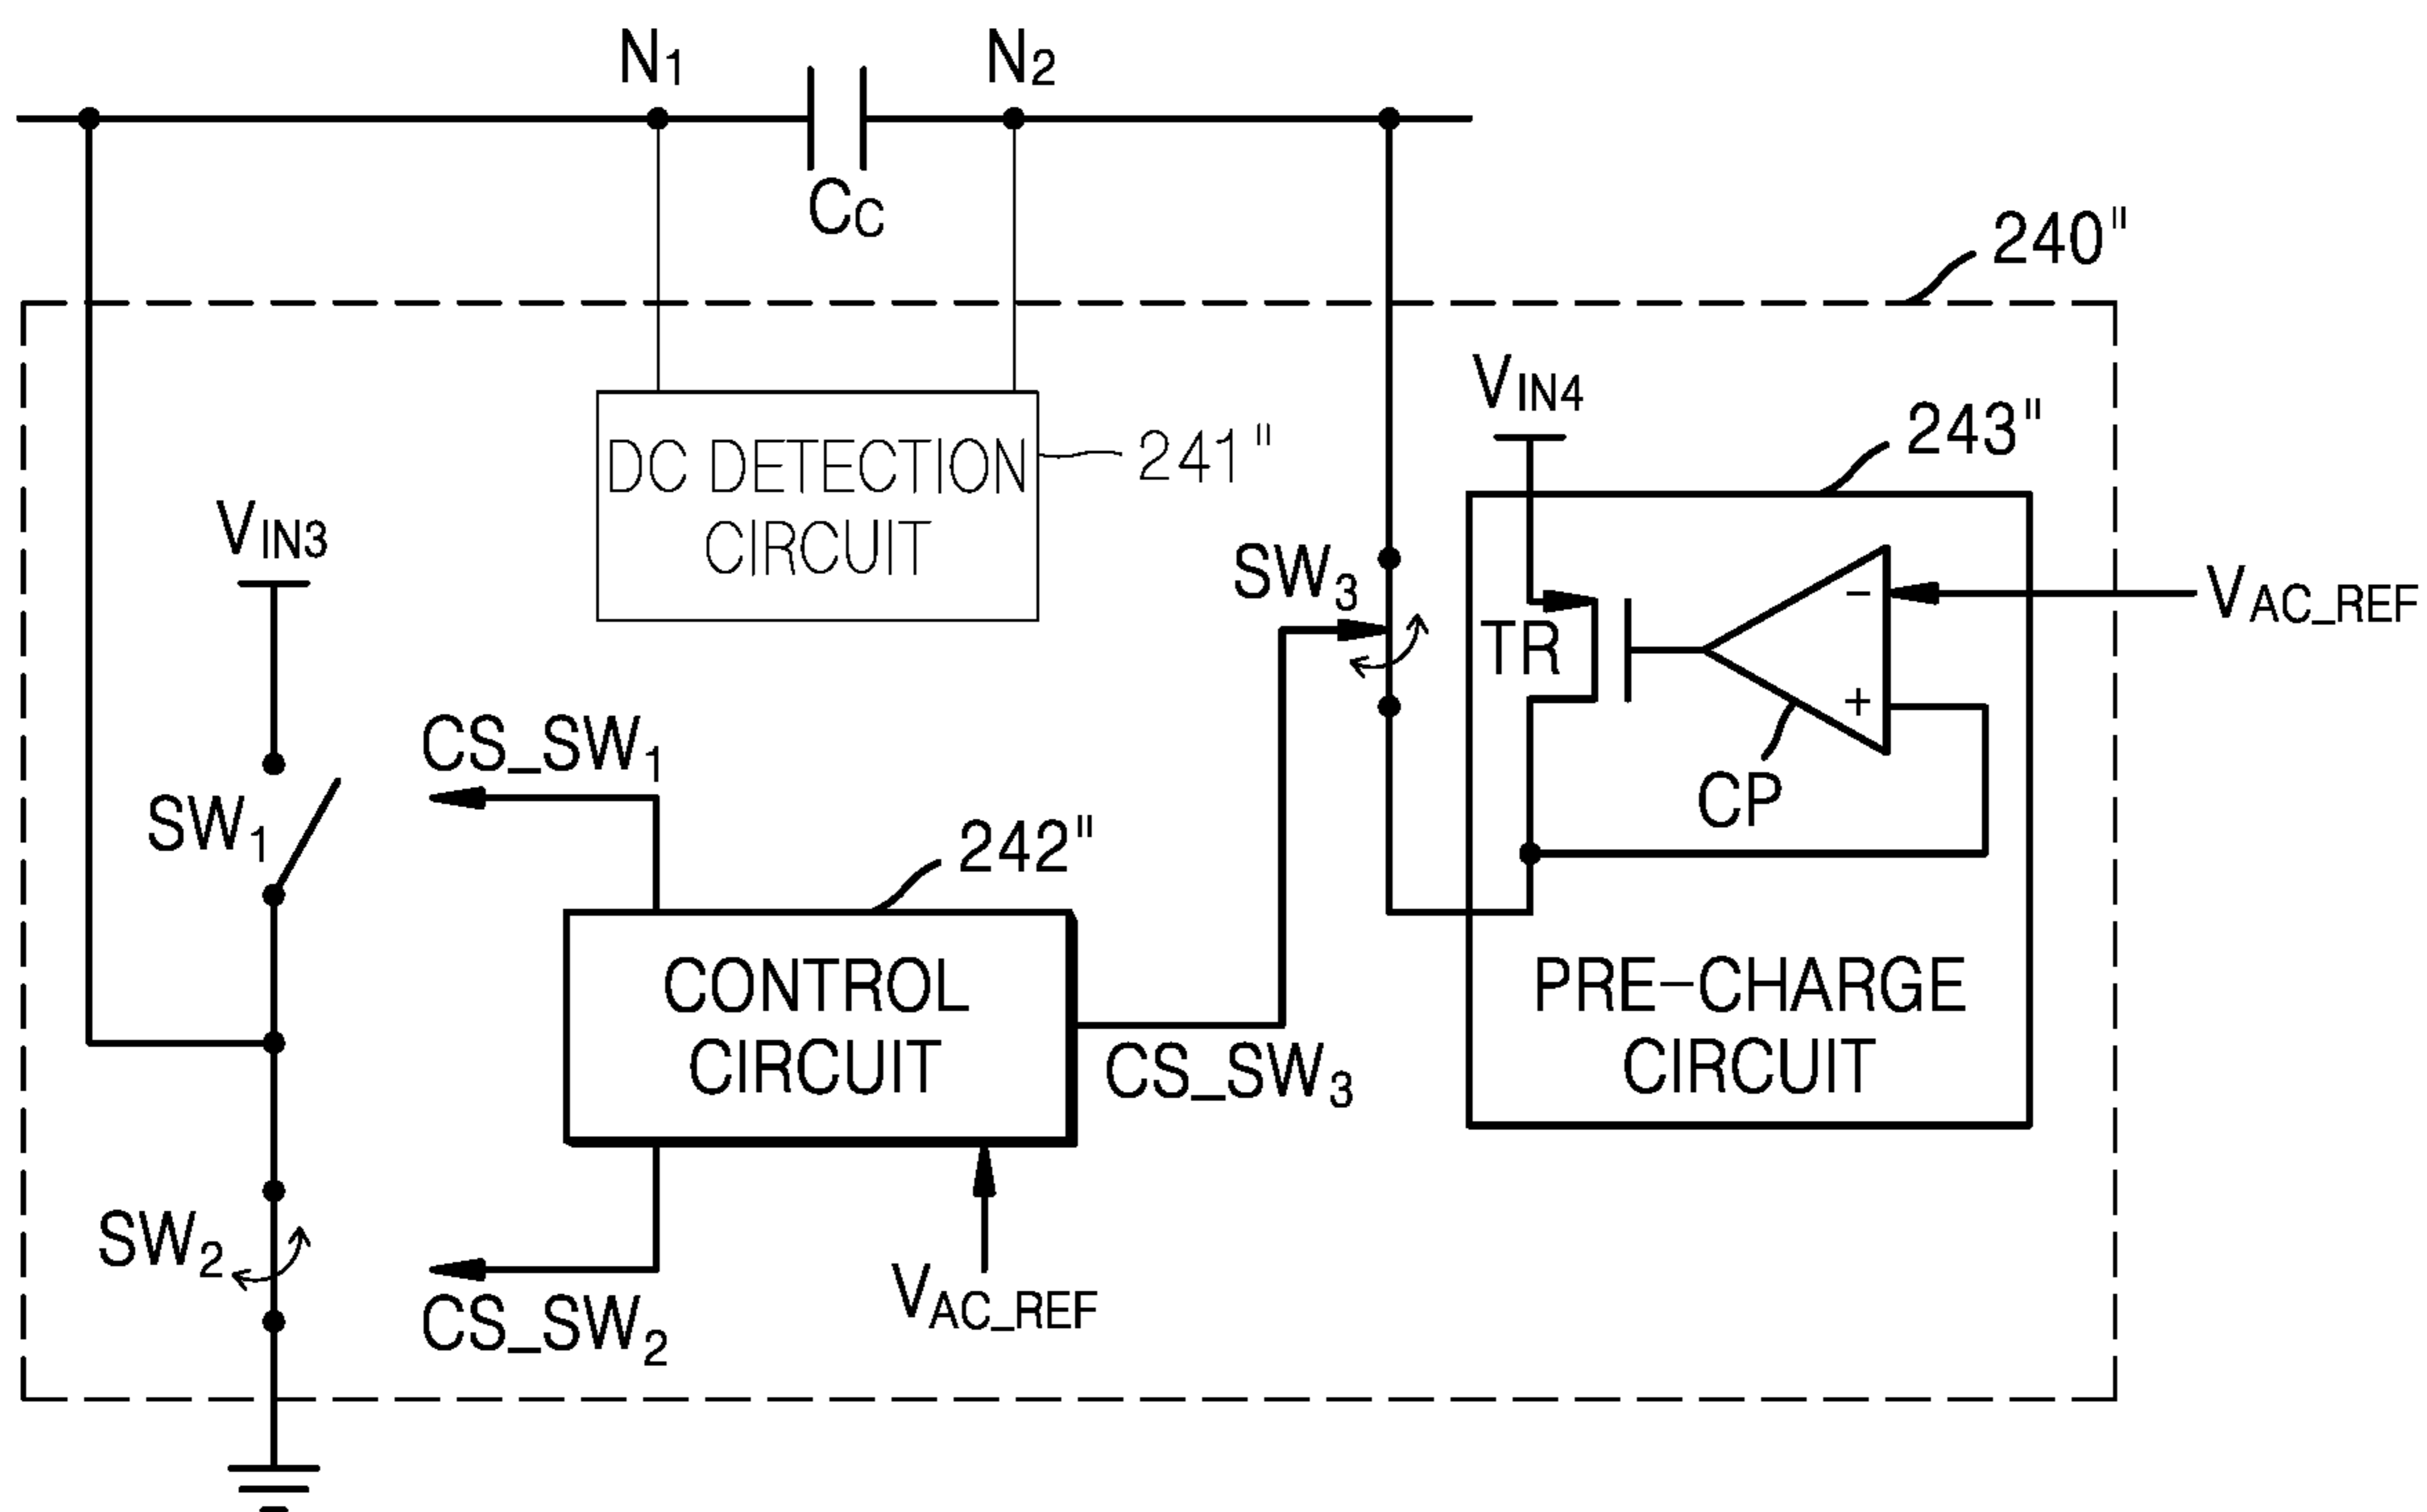 N1
N2
CC
240"
VIN4
243"
DC DETECTION
CIRCUIT
241"
VIN3
SW3
TR
−
+
VAC_REF
CP
CS_SW1
SW1
242"
CONTROL
CIRCUIT
CS_SW3
PRE-CHARGE
CIRCUIT
SW2
CS_SW2
VAC_REF